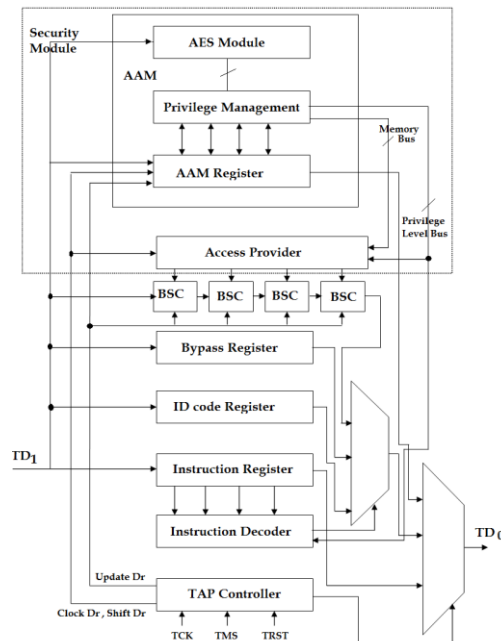 Security
Module
AES Module
AAM
Privilege Management
Memory
Bus
AAM Register
Privilege
Level Bus
Access Provider
BSC
BSC
BSC
BSC
Bypass Register
ID code Register
TD1
Instruction Register
Instruction Decoder
TD0
Update Dr
TAP Controller
Clock Dr , Shift Dr
TCK
TMS
TRST